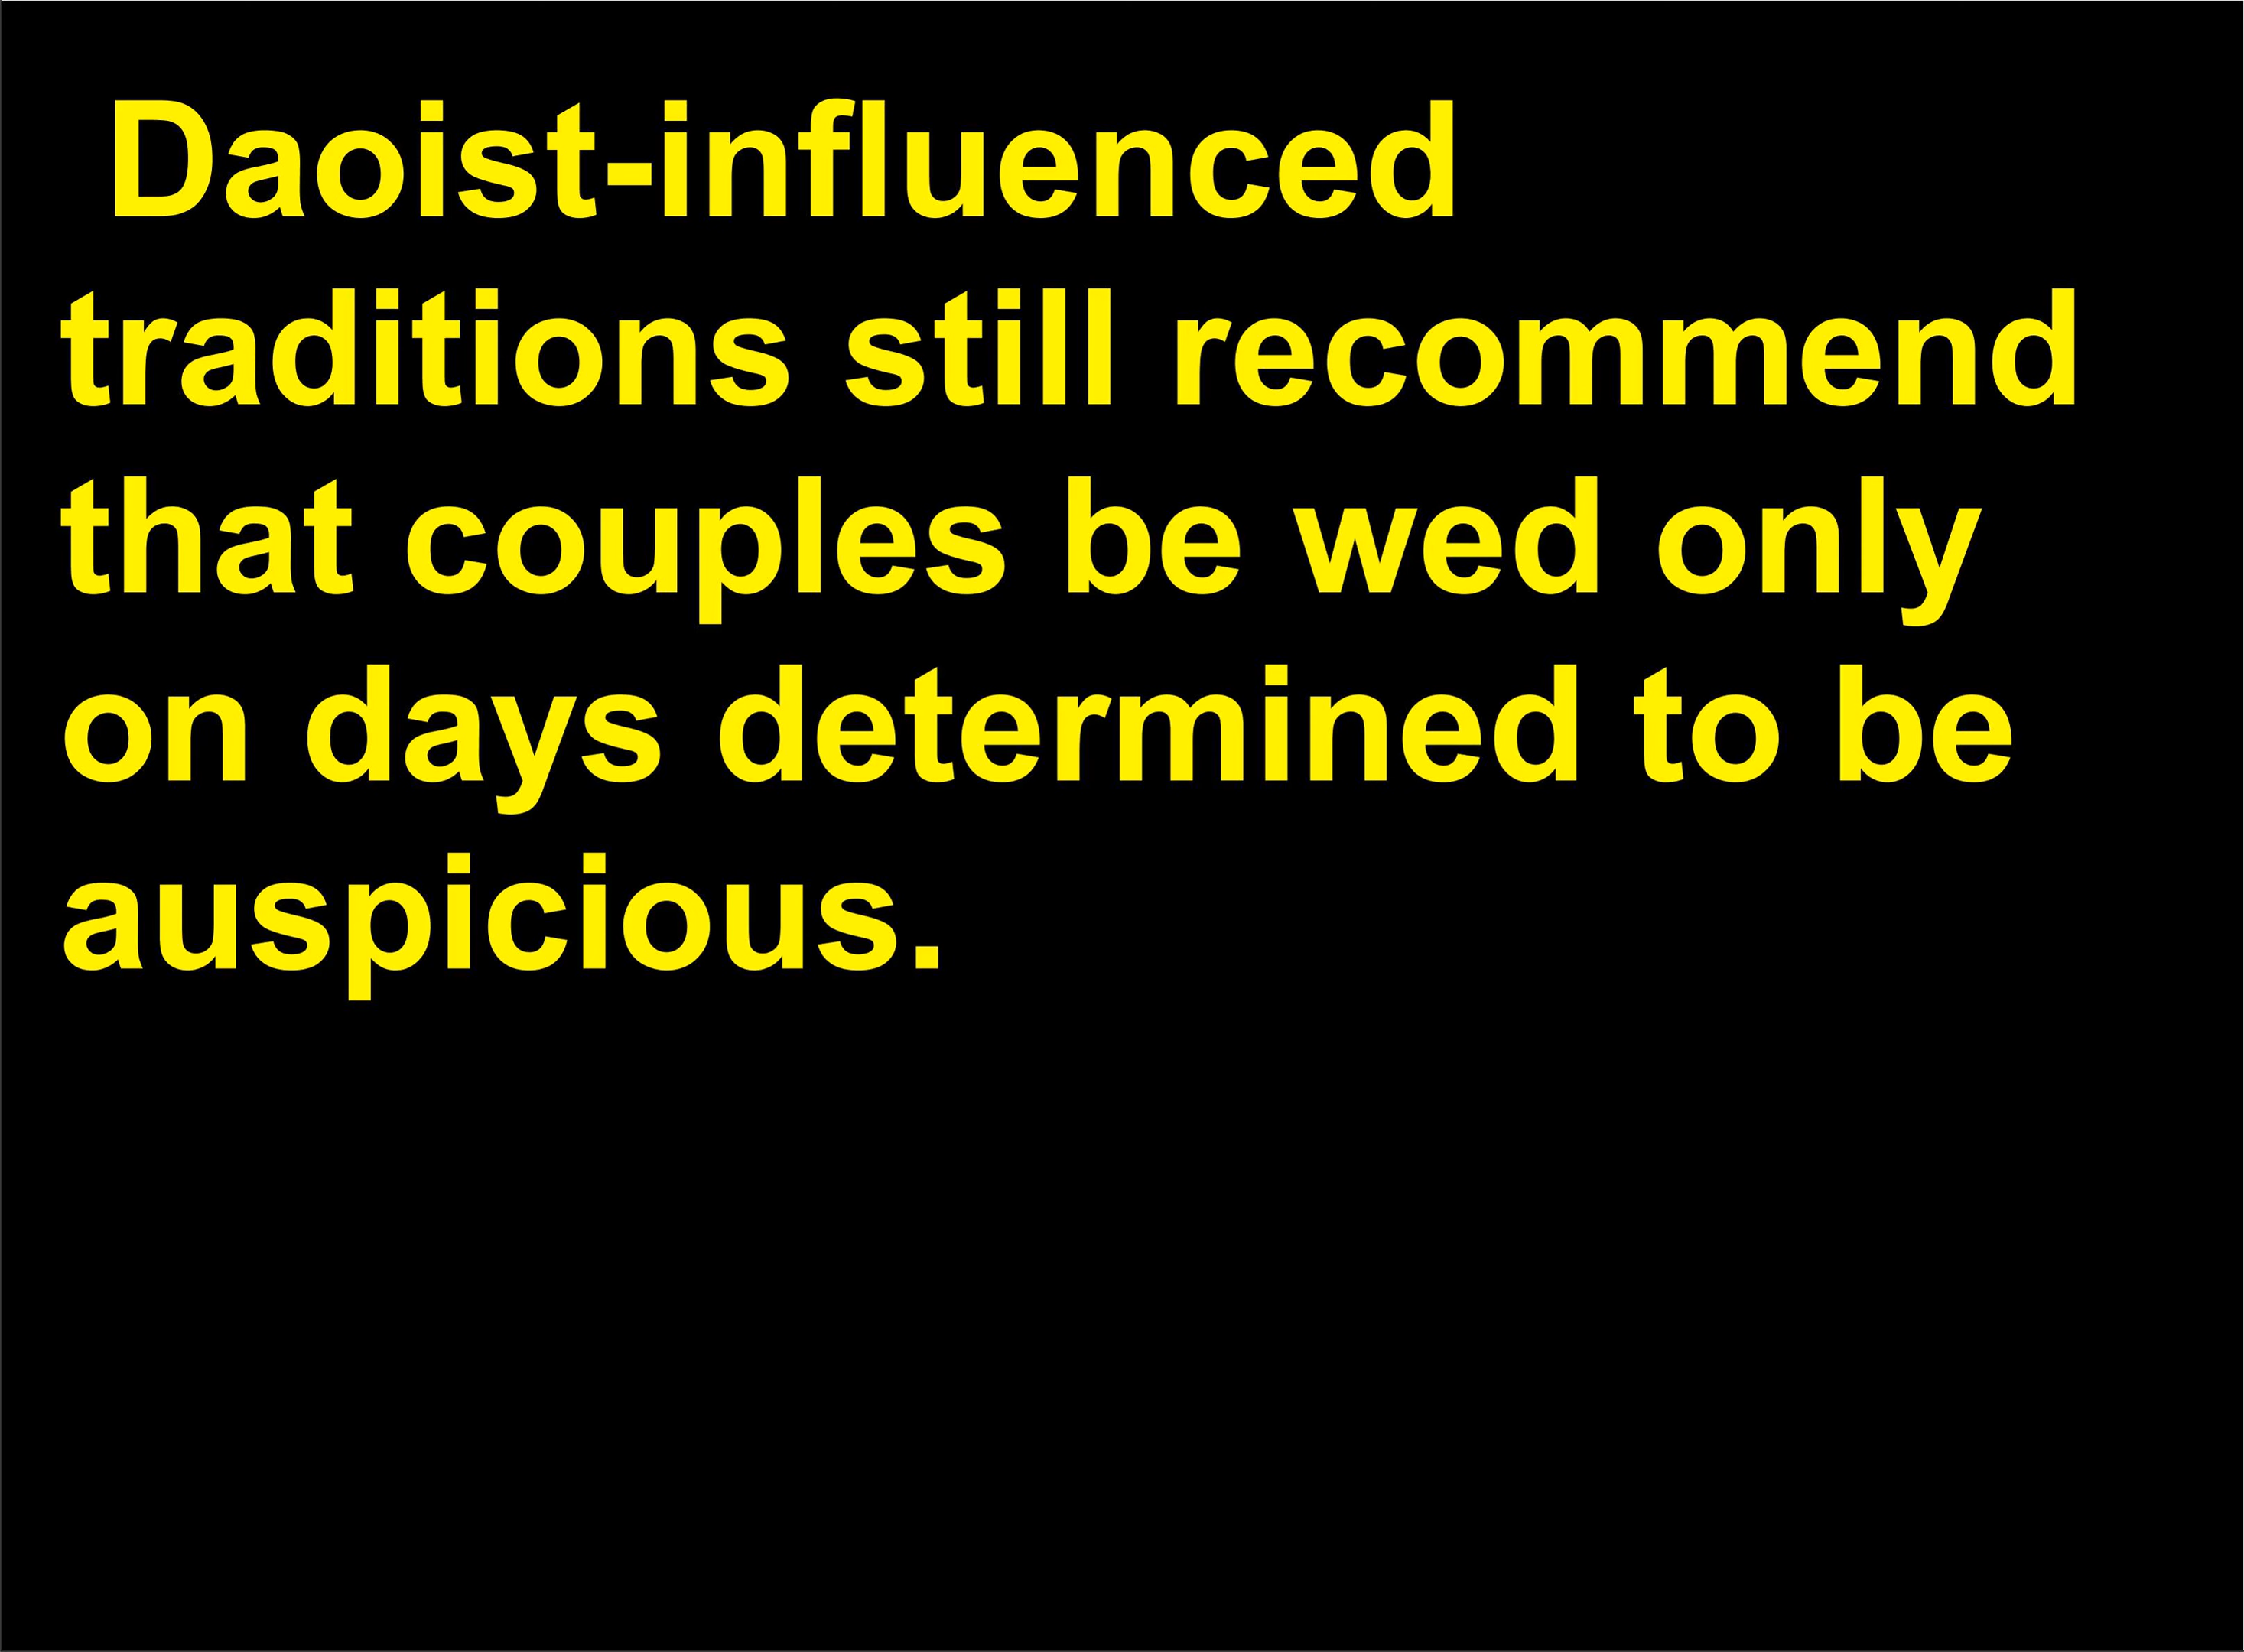 Daoist-influenced
traditions still recommend
that couples be wed only
on days determined to be
auspicious.